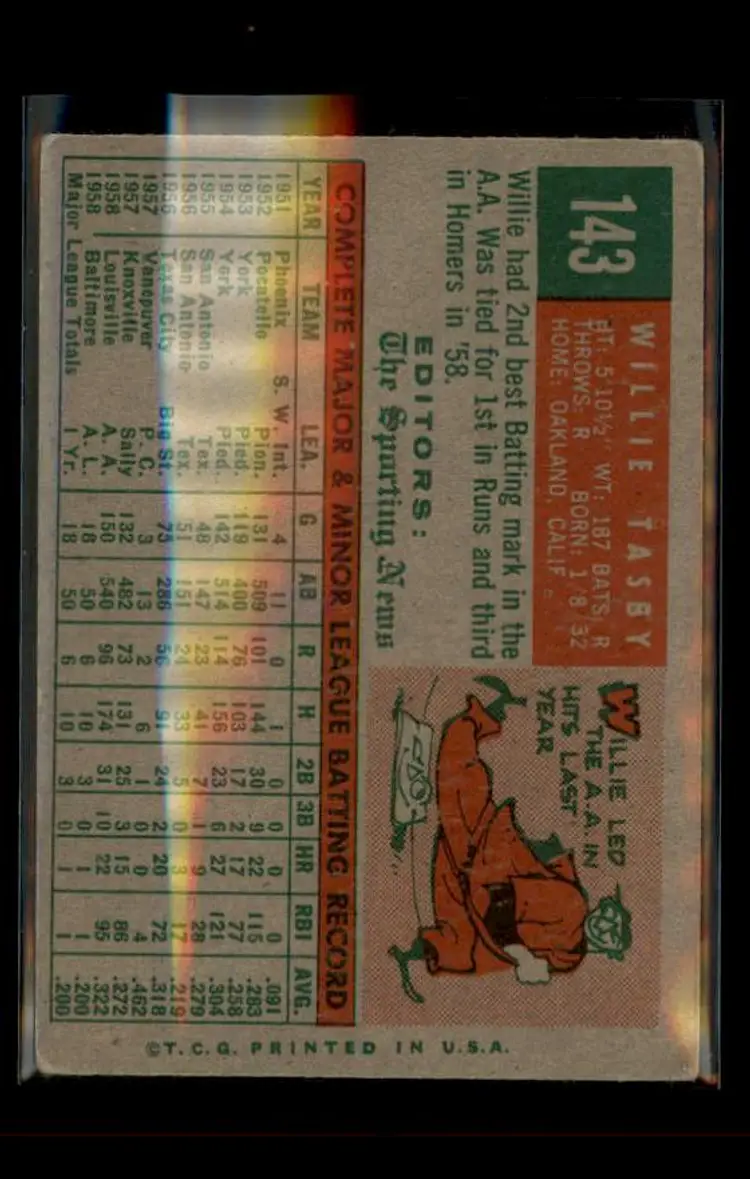 143
WILLIE TASBY
HT: 5'10½" WT: 187 BATS: R
THROWS: R BORN: 1/8/32
HOME: OAKLAND, CALIF.
Willie had 2nd best Batting mark in the
A.A. Was tied for 1st in Runs and third
in Homers in '58.
EDITORS:
The Sporting News
WILLIE LED
THE A.A. IN
HITS LAST
YEAR
COMPLETE MAJOR & MINOR LEAGUE BATTING RECORD
YEAR TEAM LEA. G AB R H 2B 3B HR RBI AVG.
1951 Phoenix S. W. Int. 4 11 0 1 0 0 0 0 .091
1952 Pocatello Pion. 131 509 101 144 30 9 22 115 .283
1953 York Pied. 119 400 76 103 17 2 17 77 .258
1954 York Pied. 142 514 114 156 23 6 27 121 .304
1955 San Antonio Tex. 48 147 23 41 7 1 9 28 .279
1956 San Antonio Tex. 51 151 24 33 5 0 3 17 .219
1956 Texas City Big St. 73 286 56 91 24 2 20 72 .318
1957 Vancouver P. C. 3 13 2 6 1 0 0 4 .462
1957 Knoxville Sally 132 482 73 131 25 3 15 86 .272
1958 Louisville A. A. 150 540 96 174 31 10 22 95 .322
1958 Baltimore A. L. 18 50 6 10 3 0 1 1 .200
Major League Totals 1 Yr. 18 50 6 10 3 0 1 1 .200
©T.C.G. PRINTED IN U.S.A.